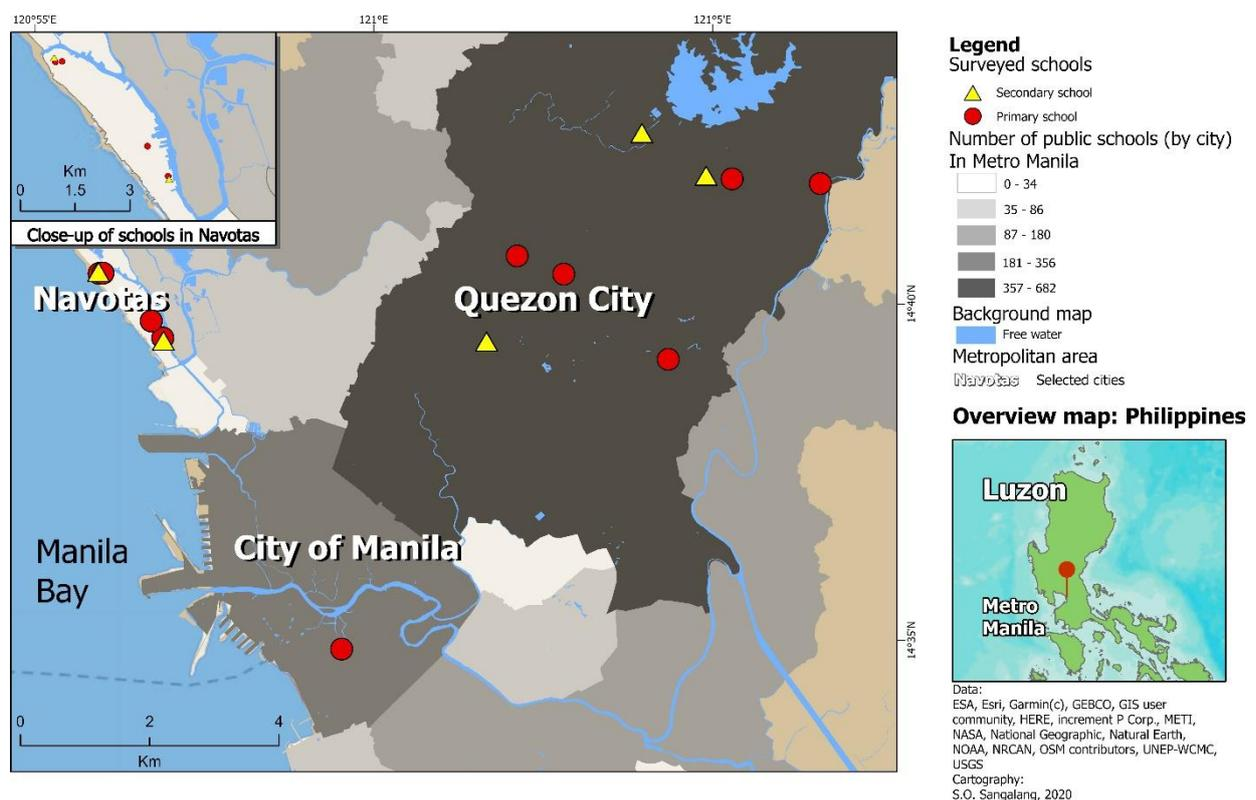 120°55'E
121°E
121°5'E
Km
0 1.5 3
Close-up of schools in Navotas
Navotas
Quezon City
14°40'N
City of Manila
Manila
Bay
14°35'N
0 2 4
Km
Legend
Surveyed schools
Secondary school
Primary school
Number of public schools (by city)
In Metro Manila
0 - 34
35 - 86
87 - 180
181 - 356
357 - 682
Background map
Free water
Metropolitan area
Navotas Selected cities
Overview map: Philippines
Luzon
Metro
Manila
Data:
ESA, Esri, Garmin(c), GEBCO, GIS user
community, HERE, increment P Corp., METI,
NASA, National Geographic, Natural Earth,
NOAA, NRCAN, OSM contributors, UNEP-WCMC,
USGS
Cartography:
S.O. Sangalang, 2020